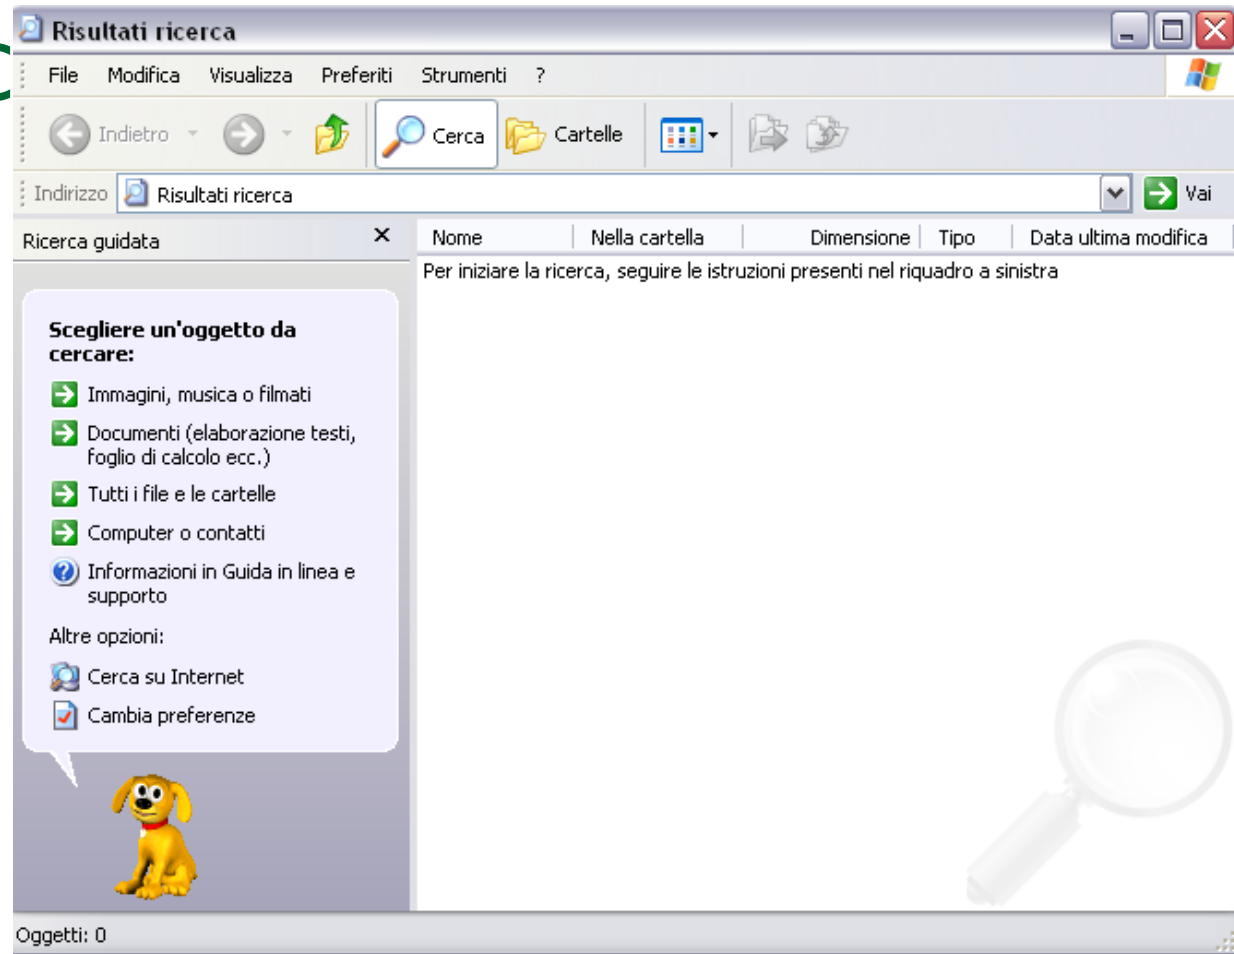 Risultati ricerca
File Modifica Visualizza Preferiti Strumenti ?
Indietro Cerca Cartelle
Indirizzo Risultati ricerca Vai
Ricerca guidata
Nome Nella cartella Dimensione Tipo Data ultima modifica
Per iniziare la ricerca, seguire le istruzioni presenti nel riquadro a sinistra
Scegliere un'oggetto da
cercare:
Immagini, musica o filmati
Documenti (elaborazione testi,
foglio di calcolo ecc.)
Tutti i file e le cartelle
Computer o contatti
Informazioni in Guida in linea e
supporto
Altre opzioni:
Cerca su Internet
Cambia preferenze
Oggetti: 0